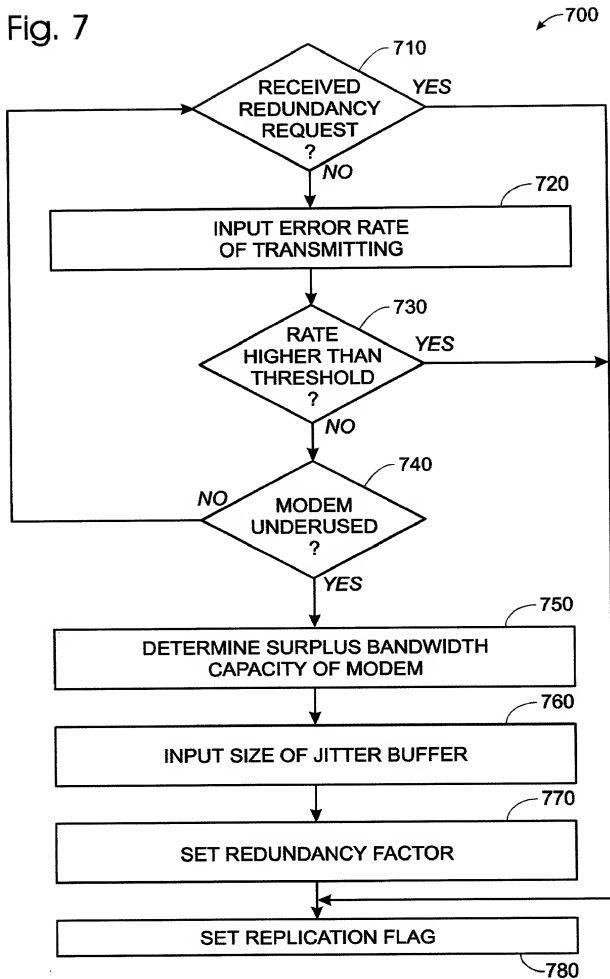 Fig. 7
700
710
RECEIVED
REDUNDANCY
REQUEST
?
YES
NO
720
INPUT ERROR RATE
OF TRANSMITTING
730
RATE
HIGHER THAN
THRESHOLD
?
YES
NO
740
NO
MODEM
UNDERUSED
?
YES
750
DETERMINE SURPLUS BANDWIDTH
CAPACITY OF MODEM
760
INPUT SIZE OF JITTER BUFFER
770
SET REDUNDANCY FACTOR
SET REPLICATION FLAG
780